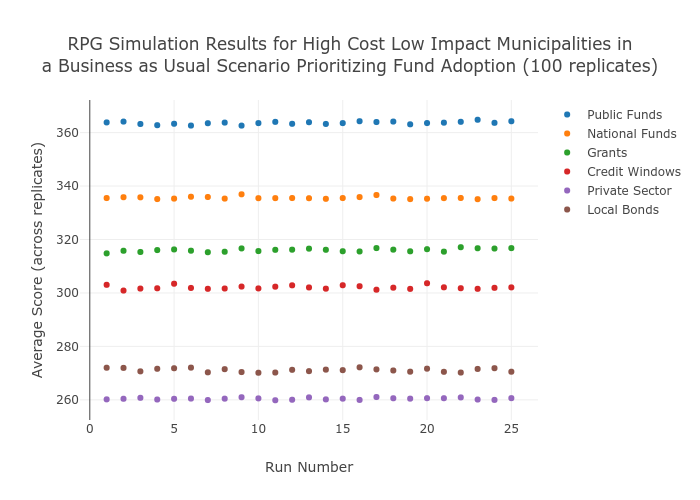 RPG Simulation Results for High Cost Low Impact Municipalities in
a Business as Usual Scenario Prioritizing Fund Adoption (100 replicates)
Public Funds
National Funds
Grants
Credit Windows
Private Sector
Local Bonds
Average Score (across replicates)
360
340
320
300
280
260
0
5
10
15
20
25
Run Number